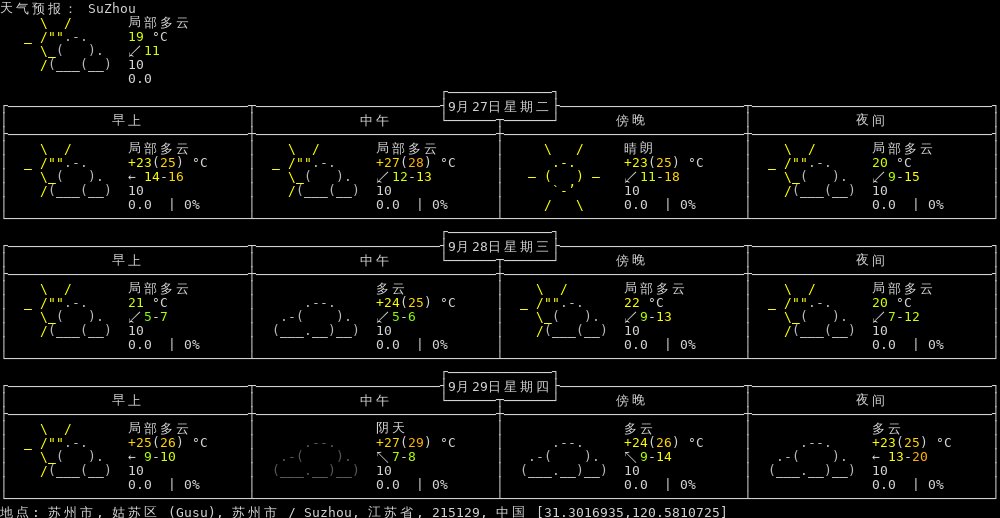 天气预报： SuZhou
局部多云
19 °C
↙11
10
0.0
9月27日星期二
早上 中午 傍晚 夜间
局部多云 局部多云 晴朗 局部多云
+23(25) °C +27(28) °C +23(25) °C 20 °C
← 14-16 ↙12-13 ↙11-18 ↙9-15
10 10 10 10
0.0 | 0% 0.0 | 0% 0.0 | 0% 0.0 | 0%
9月28日星期三
早上 中午 傍晚 夜间
局部多云 多云 局部多云 局部多云
21 °C +24(25) °C 22 °C 20 °C
↙5-7 ↙5-6 ↙9-13 ↙7-12
10 10 10 10
0.0 | 0% 0.0 | 0% 0.0 | 0% 0.0 | 0%
9月29日星期四
早上 中午 傍晚 夜间
局部多云 阴天 多云 多云
+25(26) °C +27(29) °C +24(26) °C +23(25) °C
← 9-10 ↖7-8 ↖9-14 ← 13-20
10 10 10 10
0.0 | 0% 0.0 | 0% 0.0 | 0% 0.0 | 0%
地点: 苏州市, 姑苏区 (Gusu), 苏州市 / Suzhou, 江苏省, 215129, 中国 [31.3016935,120.5810725]